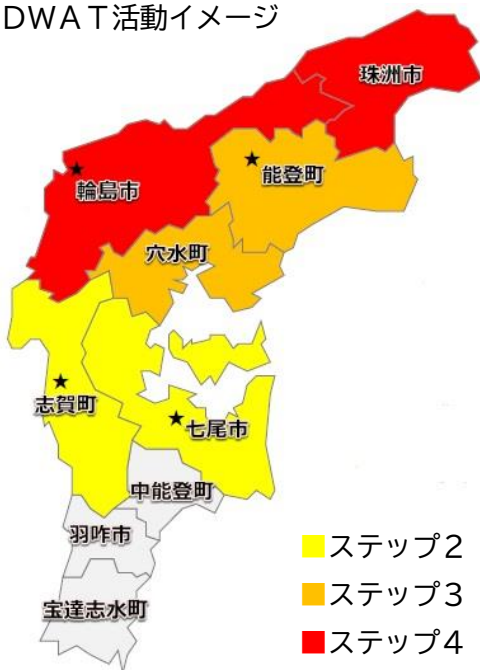 DWAT活動イメージ
珠洲市
★
能登町
★
輪島市
穴水町
★
志賀町
★七尾市
中能登町
羽咋市
宝達志水町
■ステップ2
■ステップ3
■ステップ4